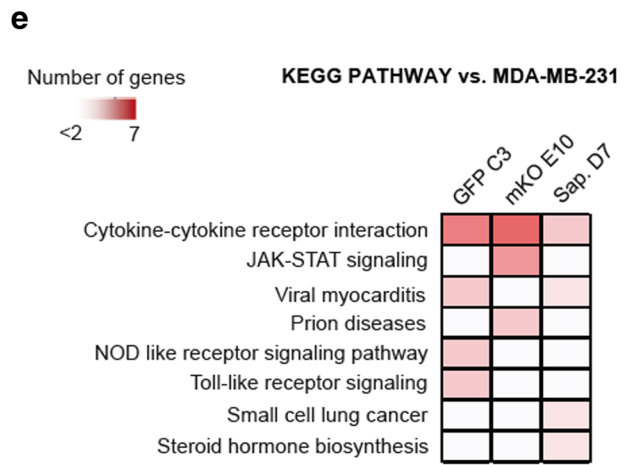 e
Number of genes
<2 7
KEGG PATHWAY vs. MDA-MB-231
GFP C3
mKO E10
Sap. D7
Cytokine-cytokine receptor interaction
JAK-STAT signaling
Viral myocarditis
Prion diseases
NOD like receptor signaling pathway
Toll-like receptor signaling
Small cell lung cancer
Steroid hormone biosynthesis